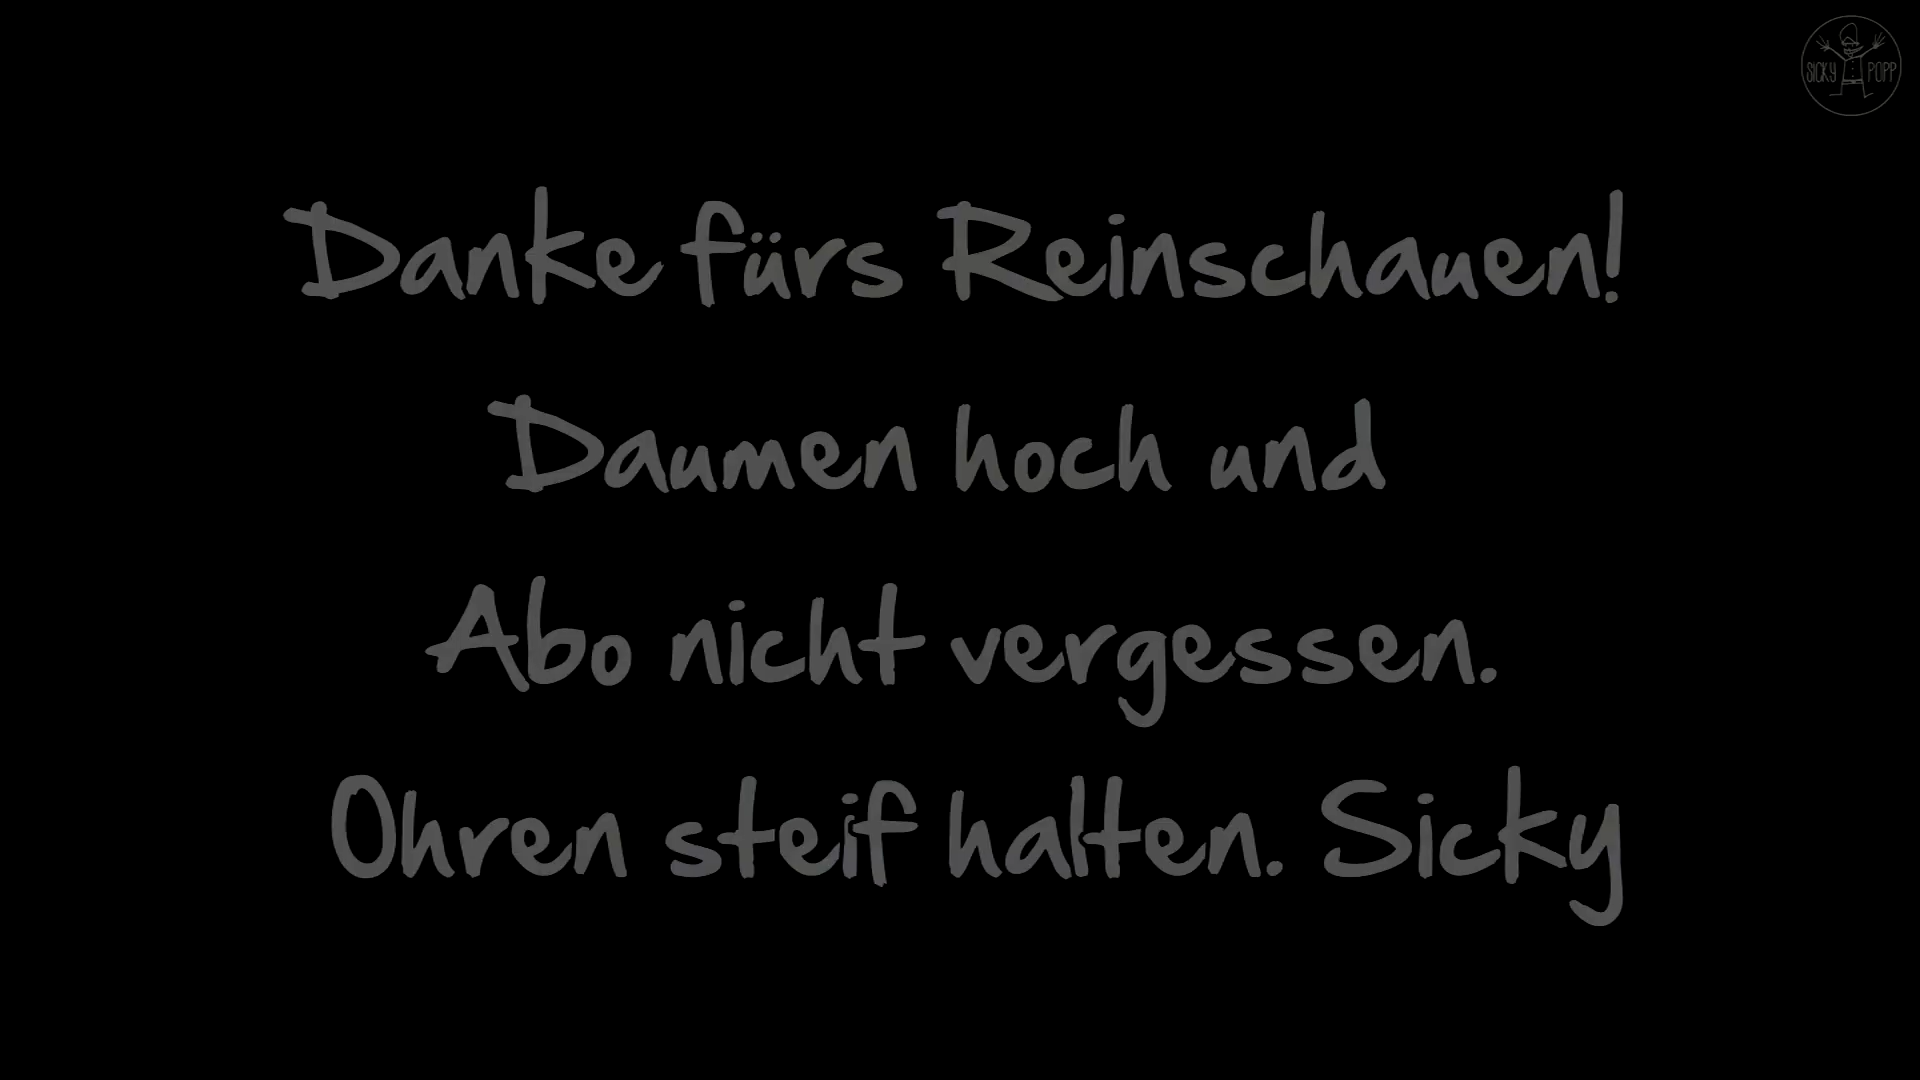 SICKY POPP
Danke fürs Reinschauen!
Daumen hoch und
Abo nicht vergessen.
Ohren steif halten. Sicky